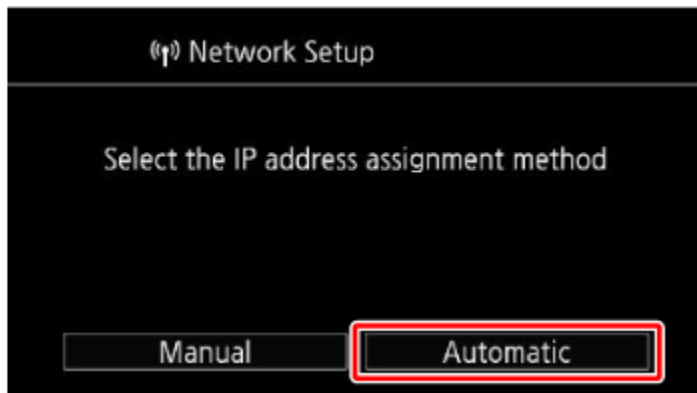 Network Setup
Select the IP address assignment method
Manual
Automatic